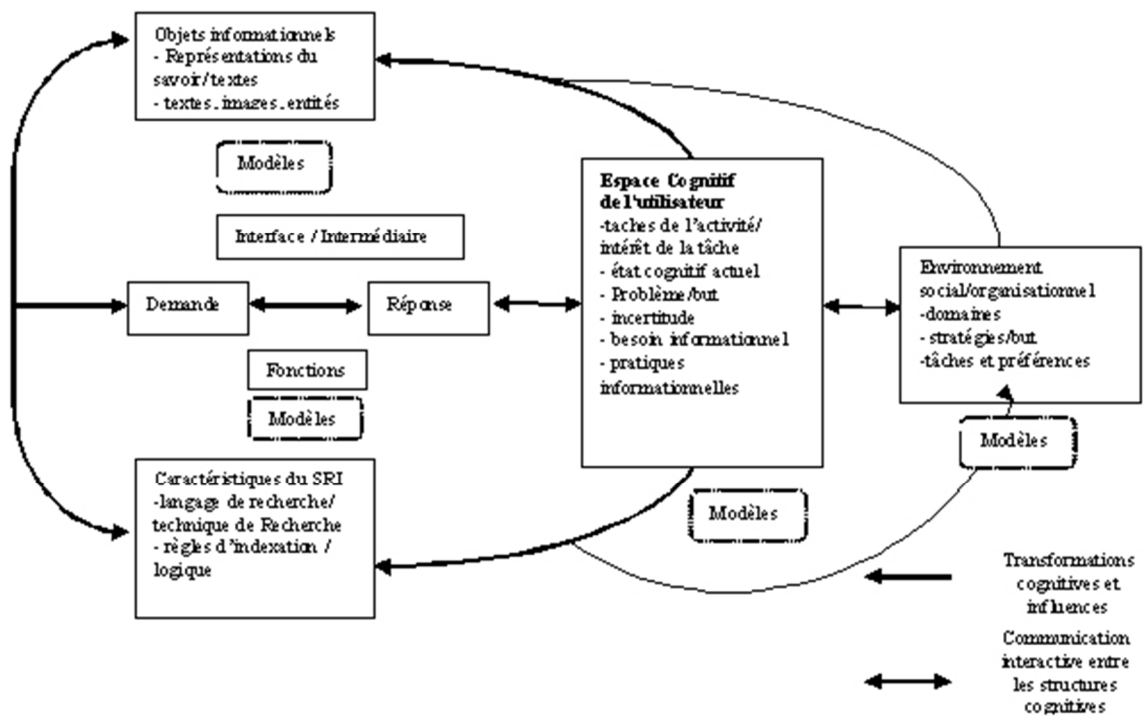 Objets informationnels
- Représentations du
savoir/textes
- textes.images.entités
Modèles
Interface / Intermédiaire
Demande
Réponse
Fonctions
Modèles
Caractéristiques du SRI
-langage de recherche/
technique de Recherche
- règles d'indexation /
logique
Espace Cognitif
de l'utilisateur
-taches de l'activité/
intérêt de la tâche
- état cognitif actuel
- Problème/but
- incertitude
- besoin informationnel
- pratiques
informationnelles
Modèles
Environnement
social/organisationnel
-domaines
- stratégies/but
-tâches et préférences
Modèles
Transformations
cognitives et
influences
Communication
interactive entre
les structures
cognitives